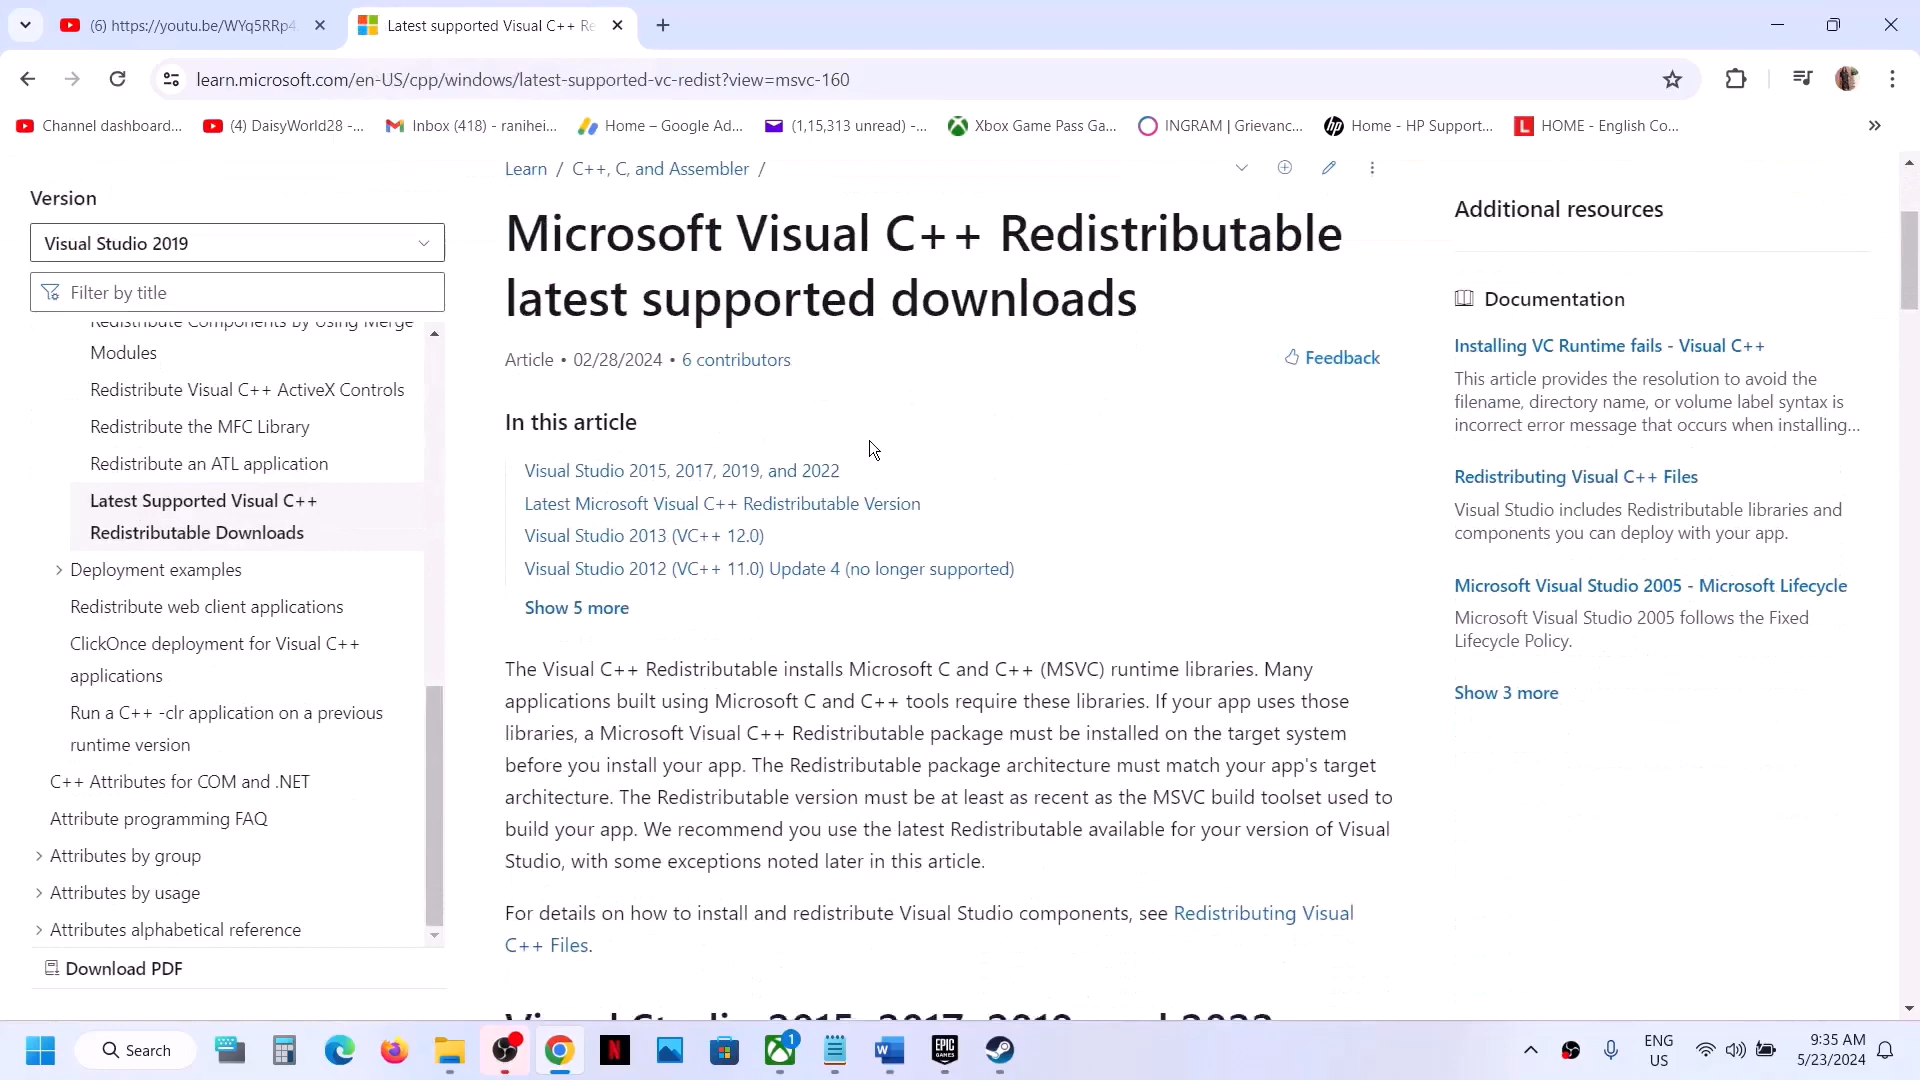 (6) https://youtu.be/WYq5RRp4
Latest supported Visual C++ Re
learn.microsoft.com/en-US/cpp/windows/latest-supported-vc-redist?view=msvc-160
Channel dashboard...
(4) DaisyWorld28 -...
Inbox (418) - ranihei...
Home – Google Ad...
(1,15,313 unread) -...
Xbox Game Pass Ga...
INGRAM | Grievanc...
Home - HP Support...
HOME - English Co...
Learn / C++, C, and Assembler /
Version
Visual Studio 2019
Filter by title
Redistribute Components by Using Merge
Modules
Redistribute Visual C++ ActiveX Controls
Redistribute the MFC Library
Redistribute an ATL application
Latest Supported Visual C++
Redistributable Downloads
Deployment examples
Redistribute web client applications
ClickOnce deployment for Visual C++
applications
Run a C++ -clr application on a previous
runtime version
C++ Attributes for COM and .NET
Attribute programming FAQ
Attributes by group
Attributes by usage
Attributes alphabetical reference
Download PDF
Microsoft Visual C++ Redistributable
latest supported downloads
Article • 02/28/2024 • 6 contributors
Feedback
In this article
Visual Studio 2015, 2017, 2019, and 2022
Latest Microsoft Visual C++ Redistributable Version
Visual Studio 2013 (VC++ 12.0)
Visual Studio 2012 (VC++ 11.0) Update 4 (no longer supported)
Show 5 more
The Visual C++ Redistributable installs Microsoft C and C++ (MSVC) runtime libraries. Many
applications built using Microsoft C and C++ tools require these libraries. If your app uses those
libraries, a Microsoft Visual C++ Redistributable package must be installed on the target system
before you install your app. The Redistributable package architecture must match your app's target
architecture. The Redistributable version must be at least as recent as the MSVC build toolset used to
build your app. We recommend you use the latest Redistributable available for your version of Visual
Studio, with some exceptions noted later in this article.
For details on how to install and redistribute Visual Studio components, see Redistributing Visual
C++ Files.
Visual Studio 2015, 2017, 2019, and 2022
Additional resources
Documentation
Installing VC Runtime fails - Visual C++
This article provides the resolution to avoid the
filename, directory name, or volume label syntax is
incorrect error message that occurs when installing...
Redistributing Visual C++ Files
Visual Studio includes Redistributable libraries and
components you can deploy with your app.
Microsoft Visual Studio 2005 - Microsoft Lifecycle
Microsoft Visual Studio 2005 follows the Fixed
Lifecycle Policy.
Show 3 more
Search
hp
L
N
1
W
EPIC
GAMES
ENG
US
9:35 AM
5/23/2024